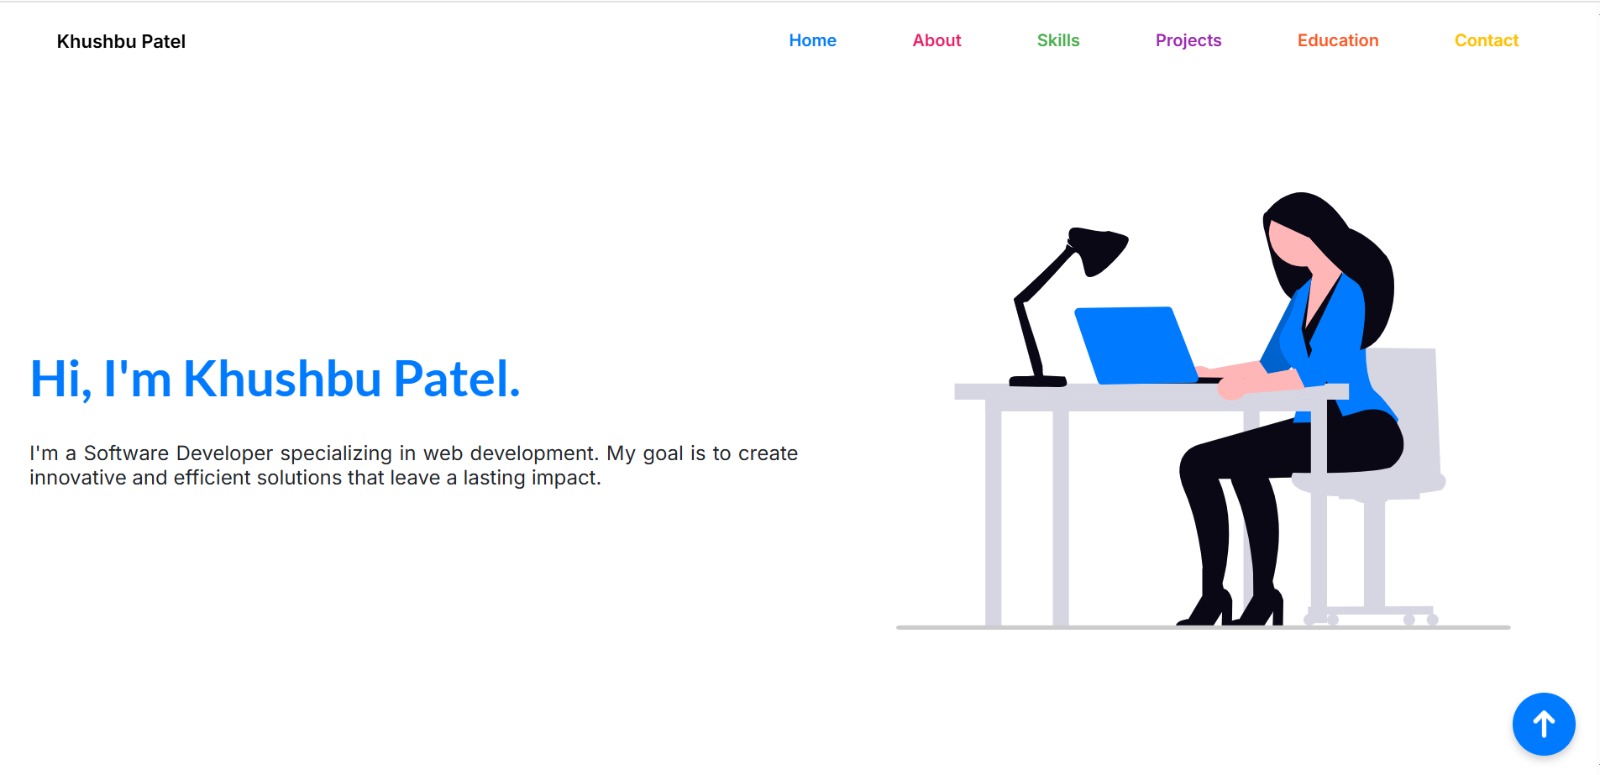 Khushbu Patel Home About Skills Projects Education Contact
Hi, I'm Khushbu Patel.
I'm a Software Developer specializing in web development. My goal is to create
innovative and efficient solutions that leave a lasting impact.